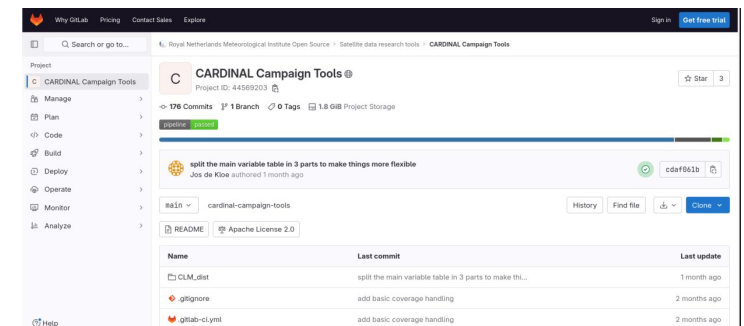 Why GitLab Pricing Contact Sales Explore Sign in Get free trial
Search or go to...
Royal Netherlands Meteorological Institute Open Source > Satellite data research tools > CARDINAL Campaign Tools
Project
C CARDINAL Campaign Tools
Manage
Plan
Code
Build
Deploy
Operate
Monitor
Analyze
Help
C
CARDINAL Campaign Tools
Project ID: 44569203
Star 3
176 Commits 1 Branch 0 Tags 1.8 GiB Project Storage
pipeline passed
split the main variable table in 3 parts to make things more flexible
Jos de Kloe authored 1 month ago
cdaf061b
main cardinal-campaign-tools History Find file Clone
README Apache License 2.0
Name Last commit Last update
CLM_dist split the main variable table in 3 parts to make thi... 1 month ago
.gitignore add basic coverage handling 2 months ago
.gitlab-ci.yml add basic coverage handling 2 months ago